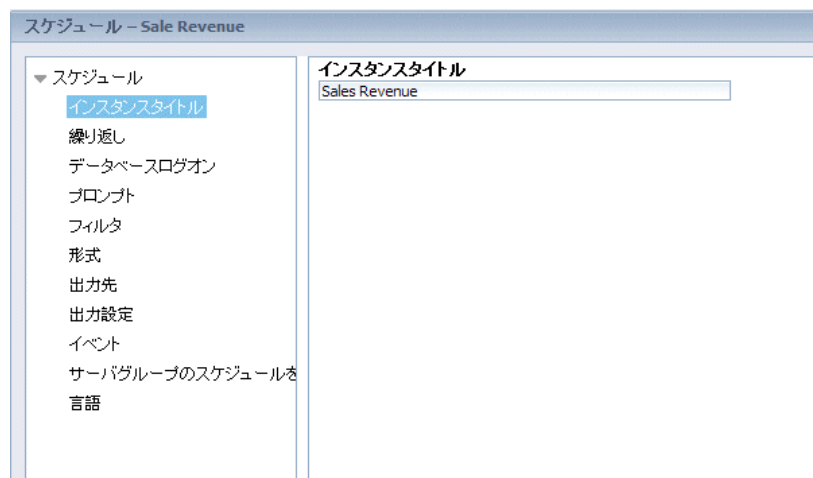 スケジュール – Sale Revenue
スケジュール
インスタンスタイトル
繰り返し
データベースログオン
プロンプト
フィルタ
形式
出力先
出力設定
イベント
サーバグループのスケジュールを
言語
インスタンスタイトル
Sales Revenue